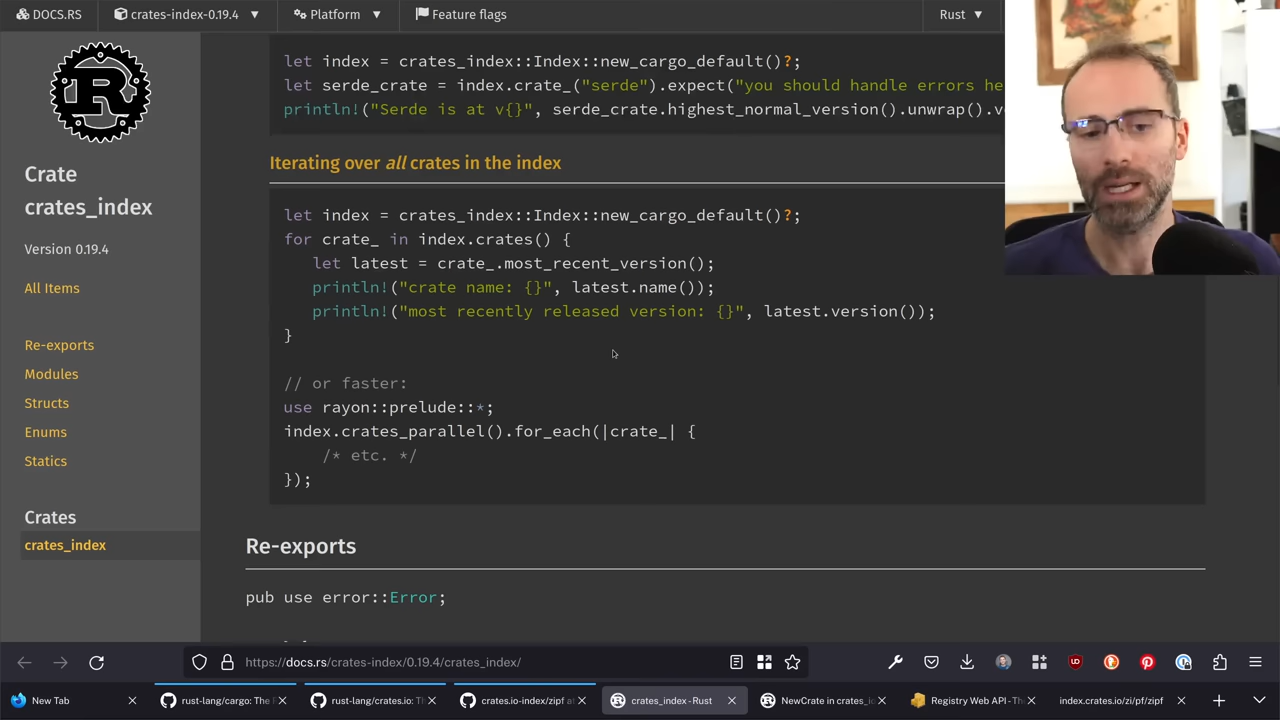 DOCS.RS
crates-index-0.19.4
Platform
Feature flags
Rust
let index = crates_index::Index::new_cargo_default()?;
let serde_crate = index.crate_("serde").expect("you should handle errors he
println!("Serde is at v{}", serde_crate.highest_normal_version().unwrap().v
Iterating over all crates in the index
let index = crates_index::Index::new_cargo_default()?;
for crate_ in index.crates() {
let latest = crate_.most_recent_version();
println!("crate name: {}", latest.name());
println!("most recently released version: {}", latest.version());
}
// or faster:
use rayon::prelude::*;
index.crates_parallel().for_each(|crate_| {
/* etc. */
});
Re-exports
pub use error::Error;
Crate
crates_index
Version 0.19.4
All Items
Re-exports
Modules
Structs
Enums
Statics
Crates
crates_index
https://docs.rs/crates-index/0.19.4/crates_index/
New Tab
rust-lang/cargo: The
rust-lang/crates.io: Th
crates.io-index/zipf at
crates_index - Rust
NewCrate in crates_io
Registry Web API - Th
index.crates.io/zi/pf/zipf